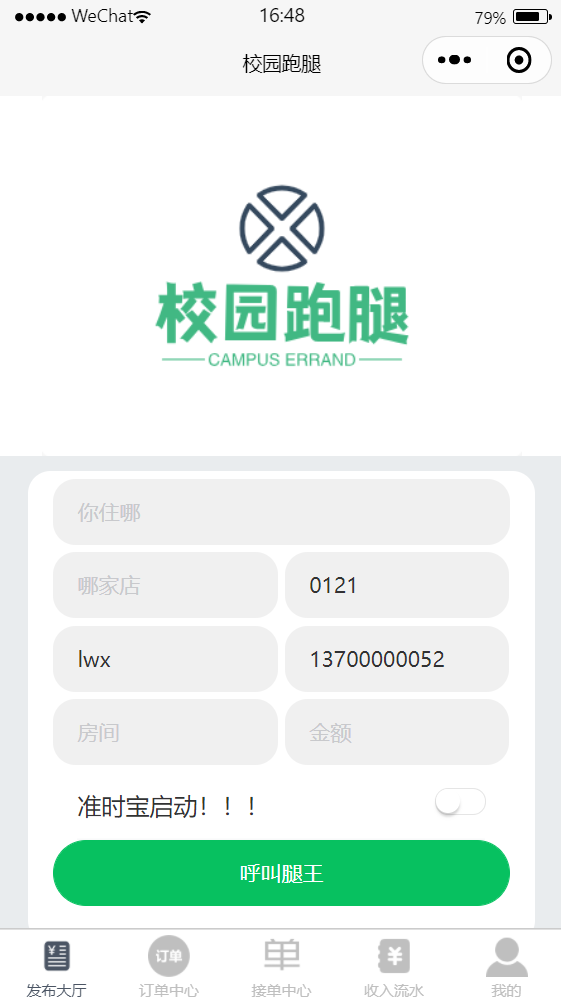 WeChat 16:48 79%
校园跑腿
校园跑腿
CAMPUS ERRAND
你住哪
哪家店 0121
lwx 13700000052
房间 金额
准时宝启动！！！
呼叫腿王
¥ 订单 单 ¥
发布大厅 订单中心 接单中心 收入流水 我的